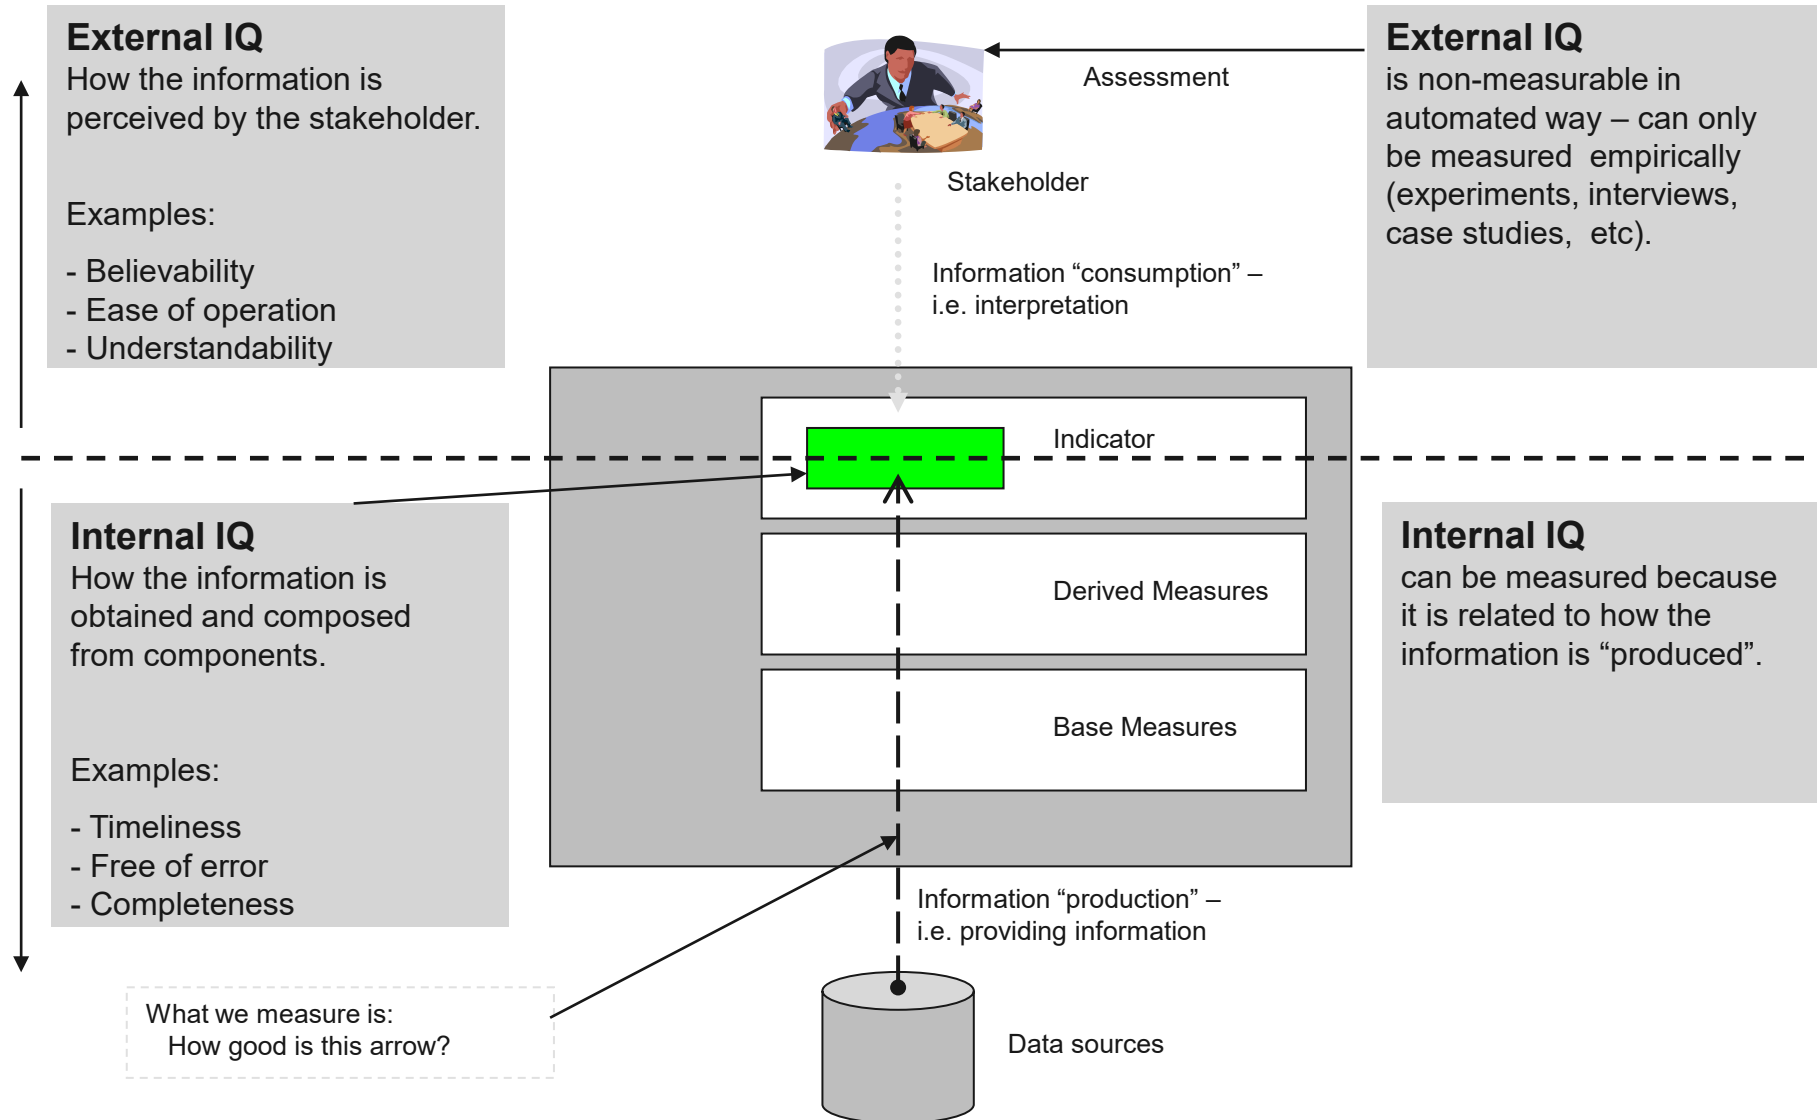 External IQ
How the information is
perceived by the stakeholder.
Examples:
- Believability
- Ease of operation
- Understandability
Assessment
Stakeholder
Information “consumption” –
i.e. interpretation
External IQ
is non-measurable in
automated way – can only
be measured  empirically
(experiments, interviews,
case studies,  etc).
Indicator
Derived Measures
Base Measures
Internal IQ
How the information is
obtained and composed
from components.
Examples:
- Timeliness
- Free of error
- Completeness
Internal IQ
can be measured because
it is related to how the
information is “produced”.
Information “production” –
i.e. providing information
What we measure is:
How good is this arrow?
Data sources